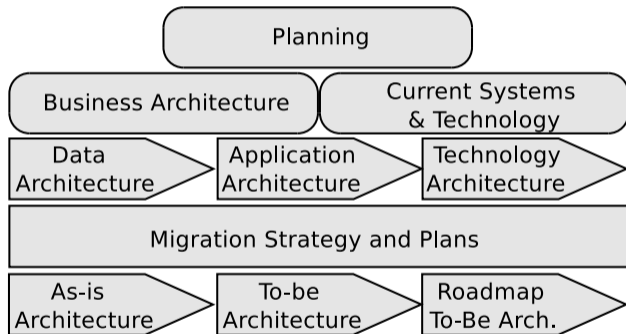 Planning
Business Architecture
Current Systems
& Technology
Data
Architecture
Application
Architecture
Technology
Architecture
Migration Strategy and Plans
As-is
Architecture
To-be
Architecture
Roadmap
To-Be Arch.